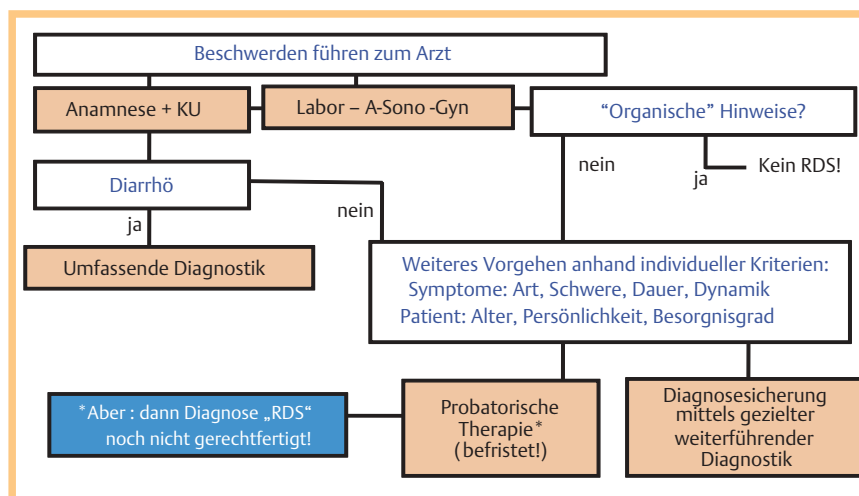 Beschwerden führen zum Arzt
Anamnese + KU
Labor – A-Sono -Gyn
“Organische” Hinweise?
nein
ja
Kein RDS!
Diarrhö
nein
ja
Umfassende Diagnostik
Weiteres Vorgehen anhand individueller Kriterien:
Symptome: Art, Schwere, Dauer, Dynamik
Patient: Alter, Persönlichkeit, Besorgnisgrad
*Aber : dann Diagnose „RDS“
noch nicht gerechtfertigt!
Probatorische
Therapie*
(befristet!)
Diagnosesicherung
mittels gezielter
weiterführender
Diagnostik